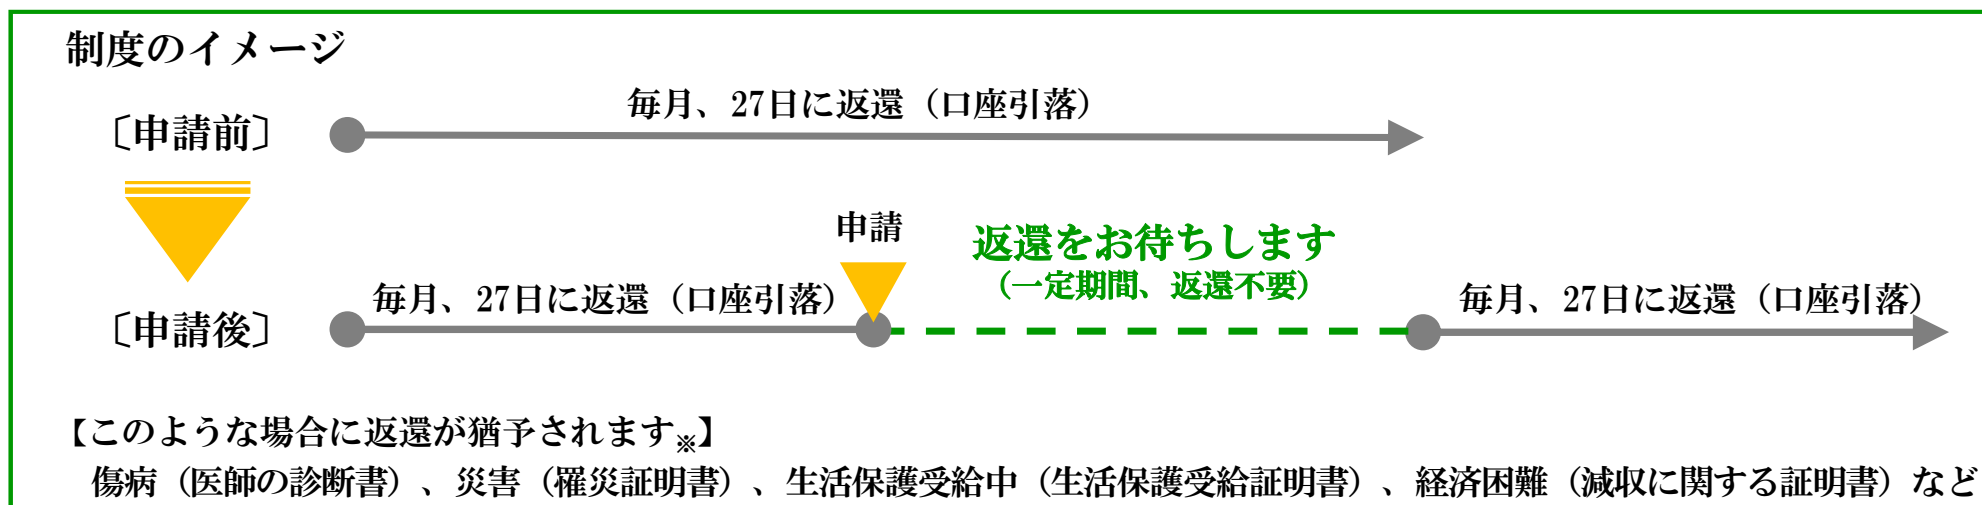 制度のイメージ
毎月、27日に返還（口座引落）
〔申請前〕
申請
返還をお待ちします
（一定期間、返還不要）
毎月、27日に返還（口座引落）
毎月、27日に返還（口座引落）
〔申請後〕
【このような場合に返還が猶予されます※】
傷病（医師の診断書）、災害（罹災証明書）、生活保護受給中（生活保護受給証明書）、経済困難（減収に関する証明書）など